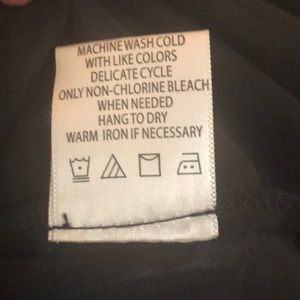 MACHINE WASH COLD
WITH LIKE COLORS
DELICATE CYCLE
ONLY NON-CHLORINE BLEACH
WHEN NEEDED
HANG TO DRY
WARM IRON IF NECESSARY